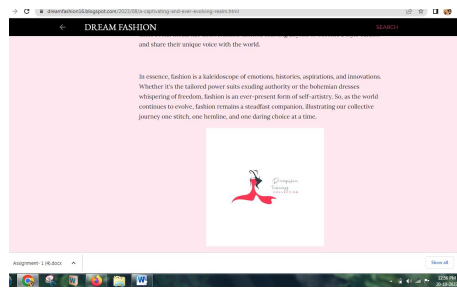 dreamfashion16.blogspot.com/2023/08/a-captivating-and-ever-evolving-realm.html
DREAM FASHION
SEARCH
and share their unique voice with the world.
In essence, fashion is a kaleidoscope of emotions, histories, aspirations, and innovations.
Whether it's the tailored power suits exuding authority or the bohemian dresses
whispering of freedom, fashion is an ever-present form of self-artistry. So, as the world
continues to evolve, fashion remains a steadfast companion, illustrating our collective
journey one stitch, one hemline, and one daring choice at a time.
COLLECTION
Assignment- 1 (4).docx
Show all
12:56 PM